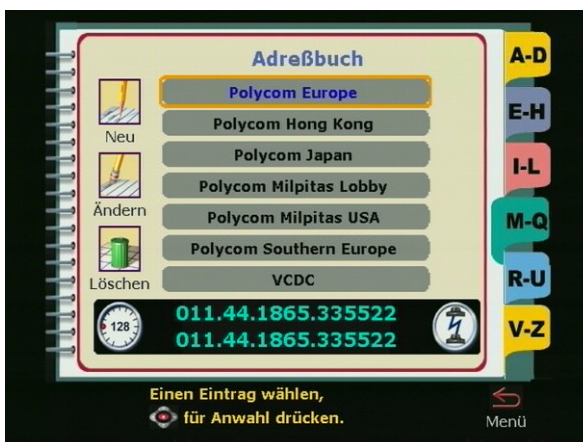 Adreßbuch
Neu
Ändern
Löschen
Polycom Europe
Polycom Hong Kong
Polycom Japan
Polycom Milpitas Lobby
Polycom Milpitas USA
Polycom Southern Europe
VCDC
A-D
E-H
I-L
M-Q
R-U
V-Z
128
011.44.1865.335522
011.44.1865.335522
Einen Eintrag wählen,
für Anwahl drücken.
Menü